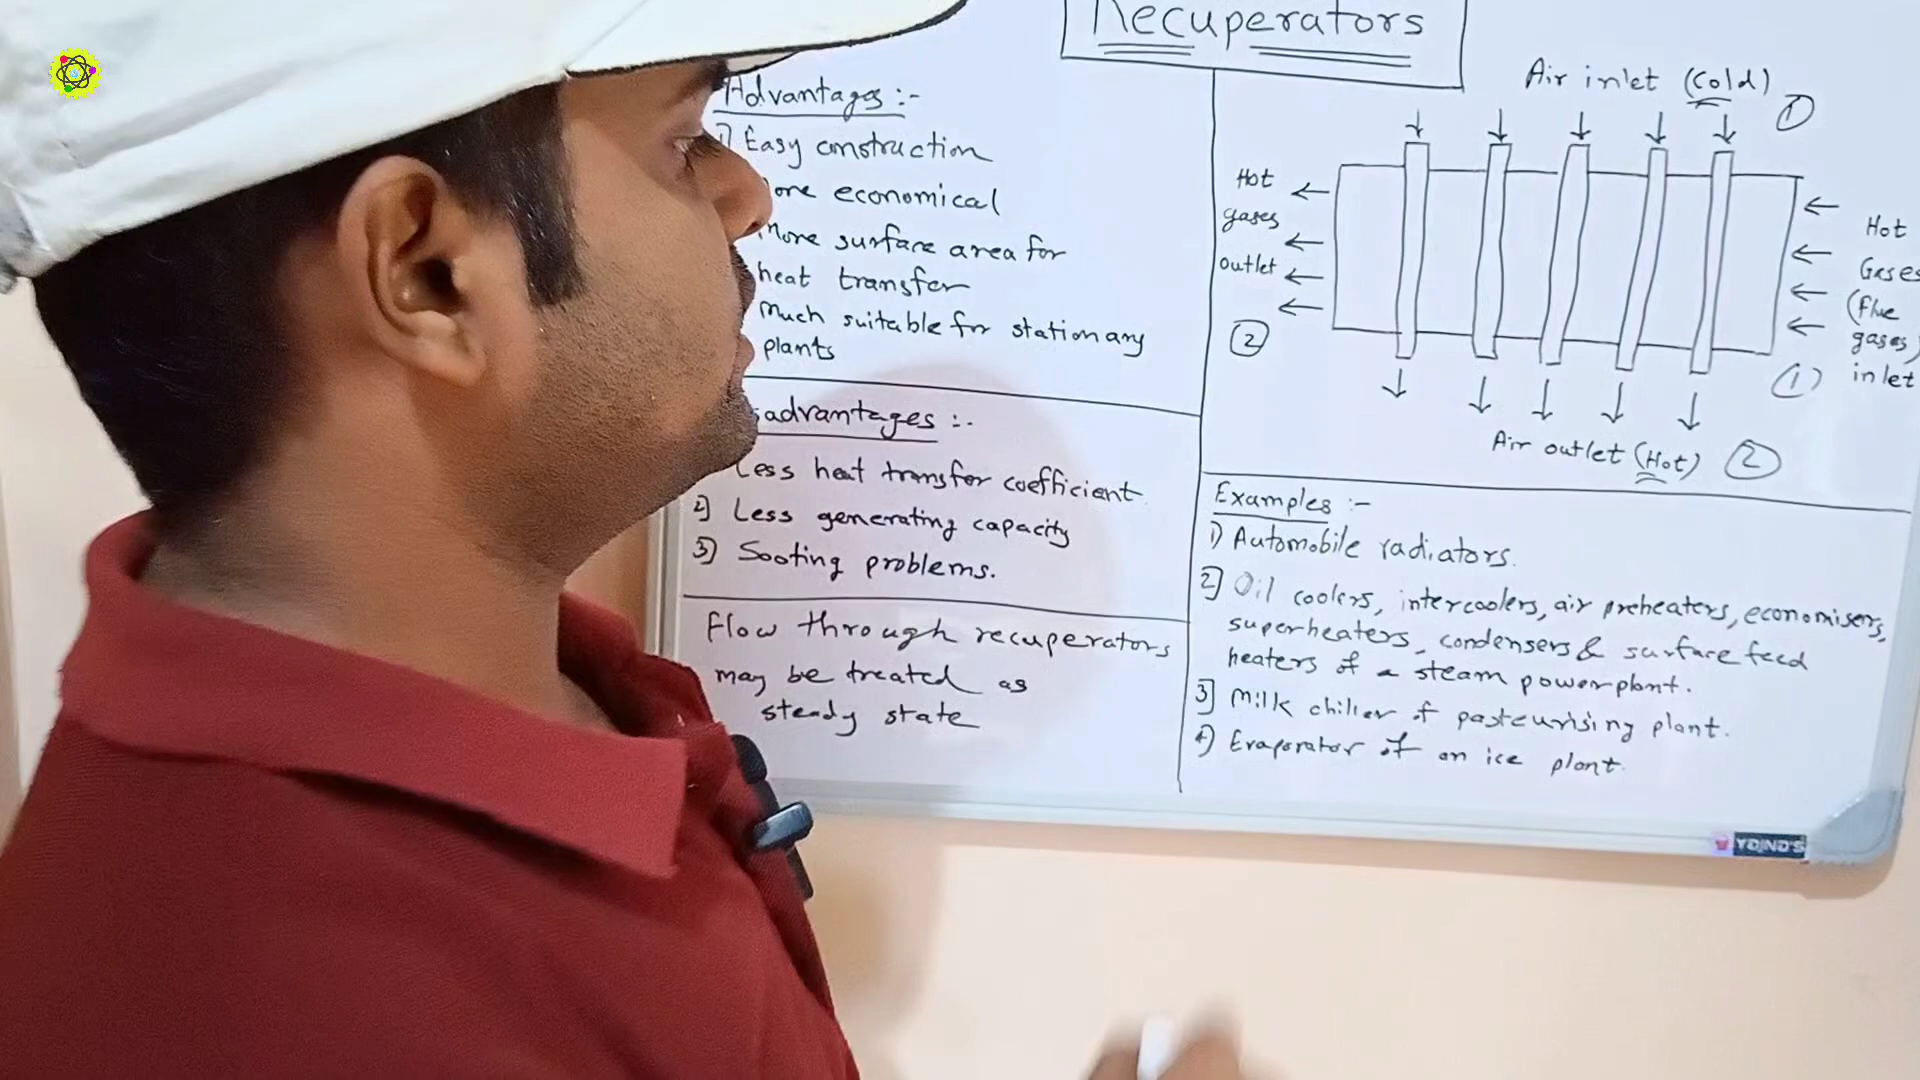 Recuperators
Advantages :-
1) Easy construction
more economical
more surface area for
heat transfer
much suitable for stationary
plants
sadvantages :-
Less heat transfer coefficient
2) Less generating capacity
3) Sooting problems.
Flow through recuperators
may be treated as
steady state
Air inlet (Cold)
1
Hot
gases
outlet
2
Hot
Gases
(flue
gases)
inlet
1
Air outlet (Hot)
2
Examples :-
1) Automobile radiators.
2) Oil coolers, intercoolers, air preheaters, economisers,
superheaters, condensers & surface feed
heaters of a steam power plant.
3) Milk chiller of pasteurising plant.
4) Evaporator of an ice plant.